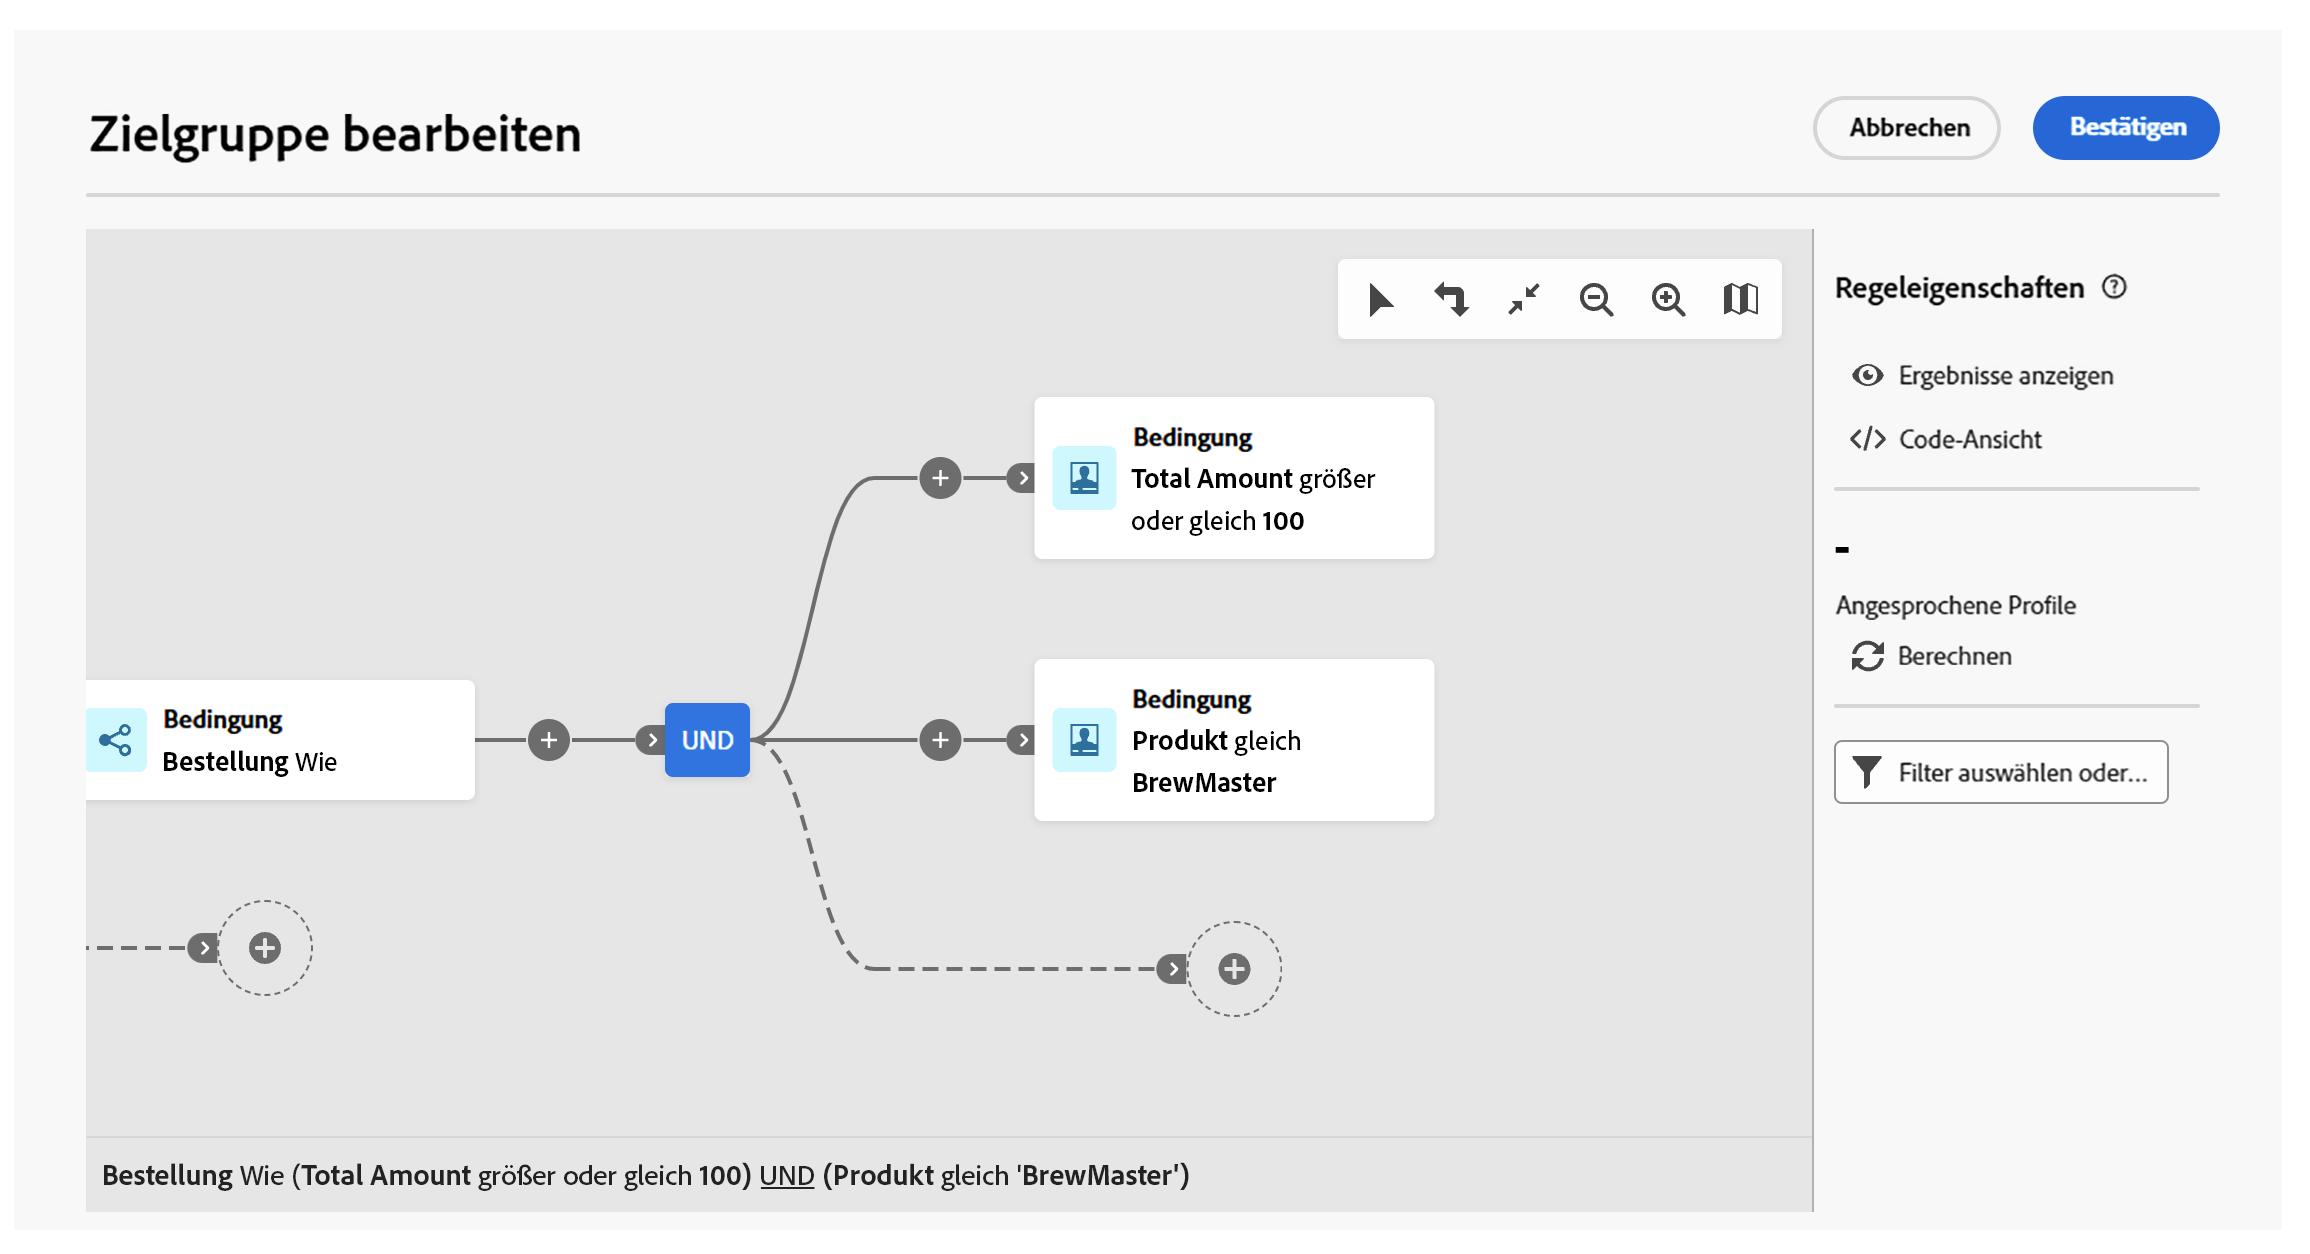 Zielgruppe bearbeiten
Abbrechen
Bestätigen
Regeleigenschaften
Ergebnisse anzeigen
Code-Ansicht
-
Angesprochene Profile
Berechnen
Filter auswählen oder...
Bedingung
Total Amount größer
oder gleich 100
Bedingung
Bestellung Wie
UND
Bedingung
Produkt gleich
BrewMaster
Bestellung Wie (Total Amount größer oder gleich 100) UND (Produkt gleich 'BrewMaster')